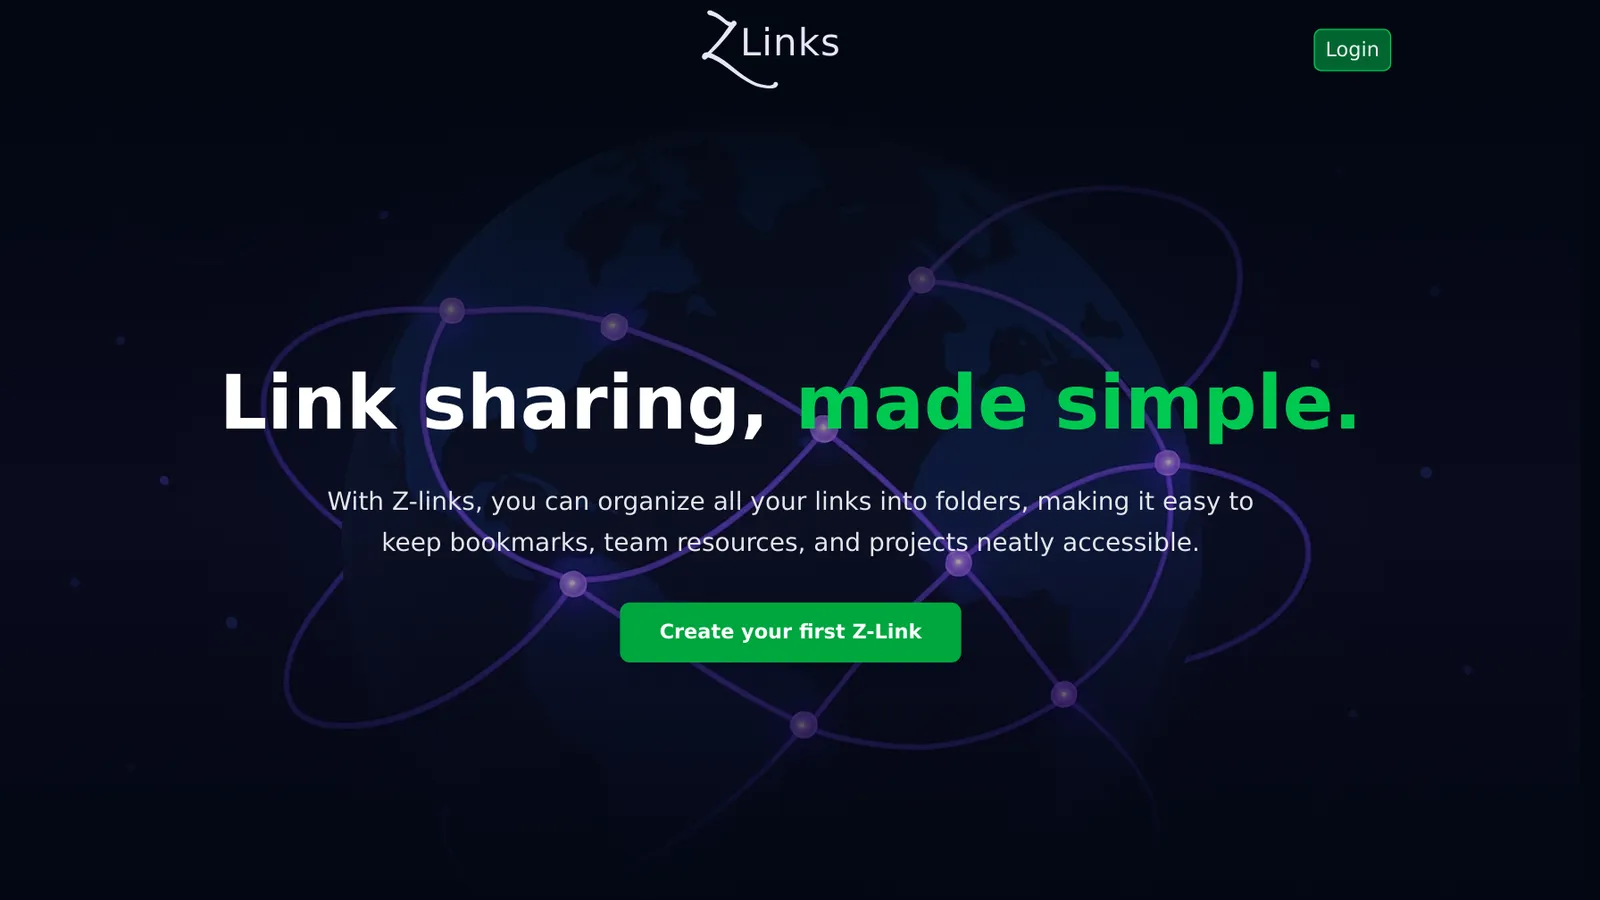 ZLinks
Login
Link sharing, made simple.
With Z-links, you can organize all your links into folders, making it easy to
keep bookmarks, team resources, and projects neatly accessible.
Create your first Z-Link